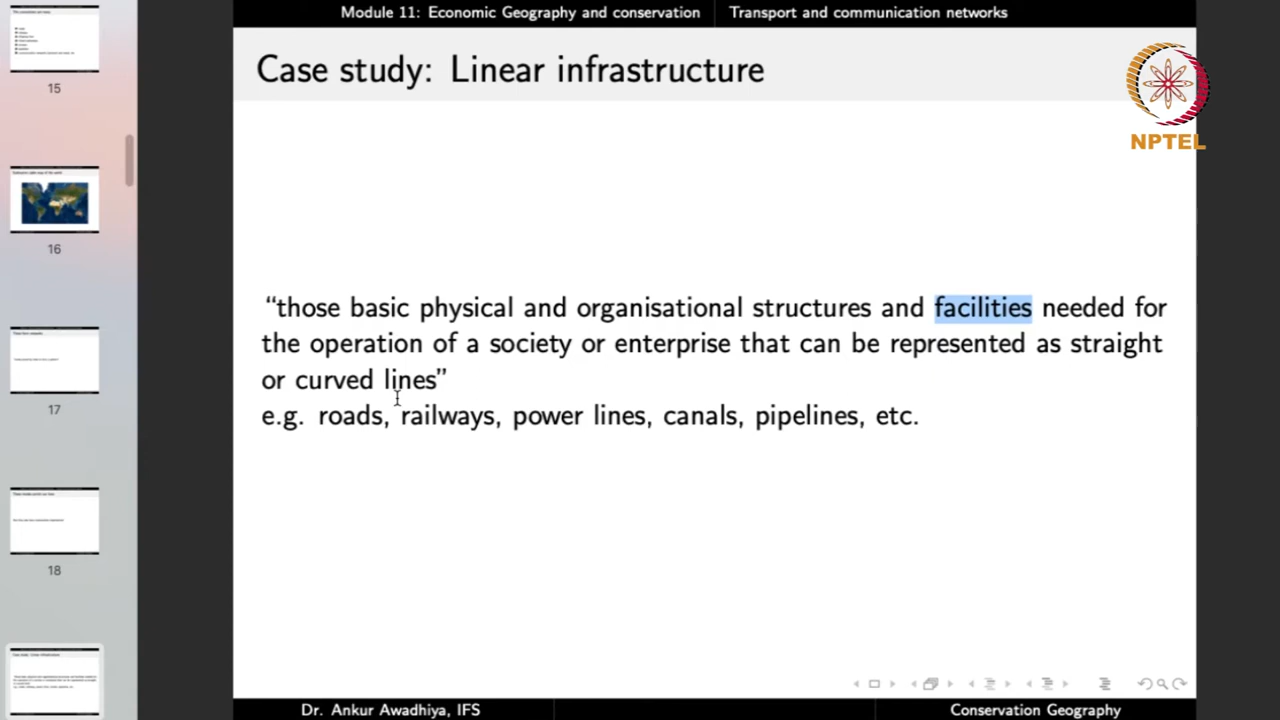 Module 11: Economic Geography and conservation Transport and communication networks
Case study: Linear infrastructure
NPTEL
“those basic physical and organisational structures and facilities needed for
the operation of a society or enterprise that can be represented as straight
or curved lines”
e.g. roads, railways, power lines, canals, pipelines, etc.
15
16
17
18
Dr. Ankur Awadhiya, IFS Conservation Geography